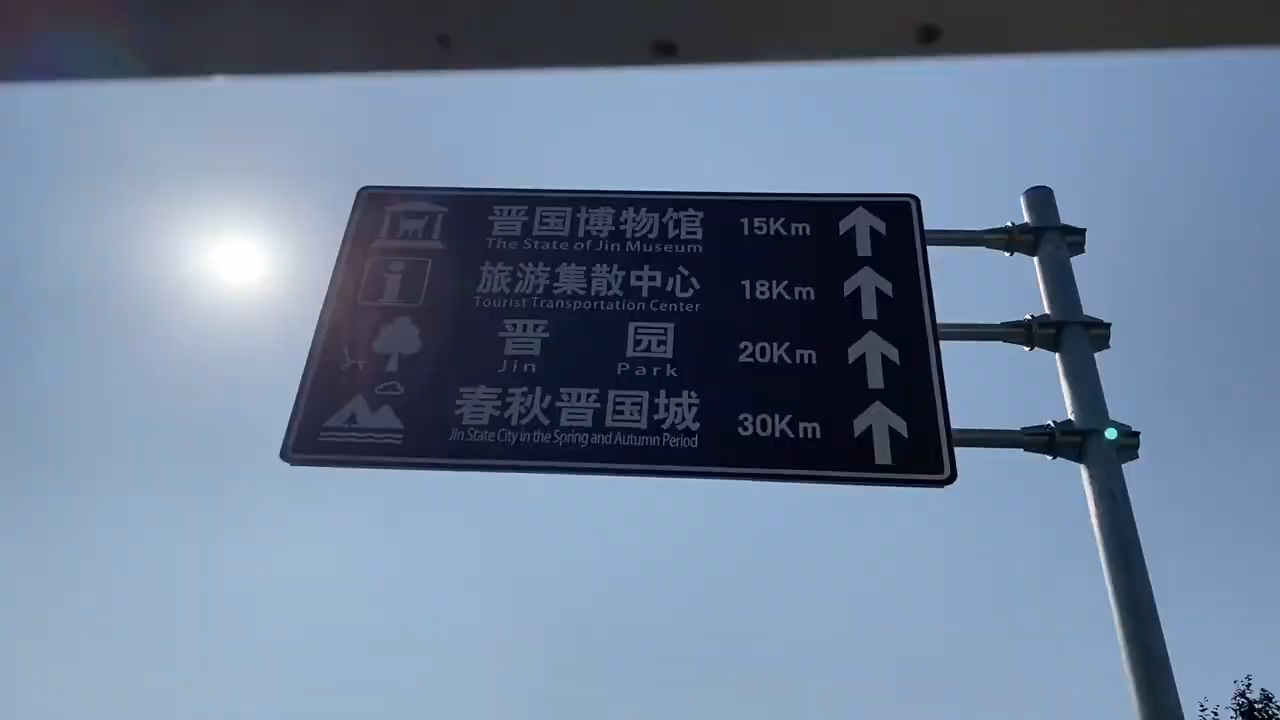 晋国博物馆 15Km
The State of Jin Museum
旅游集散中心 18Km
Tourist Transportation Center
晋 园 20Km
Jin Park
春秋晋国城 30Km
Jin State City in the Spring and Autumn Period